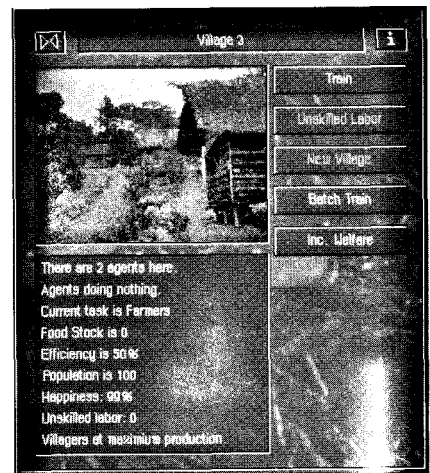 Village 3
i
Train
Unskilled Labor
New Village
Batch Train
Inc. Welfare
There are 2 agents here.
Agents doing nothing.
Current task is Farmers
Food Stock is 0
Efficiency is 50%
Population is 100
Happiness: 99%
Unskilled labor: 0
Villagers at maximium production